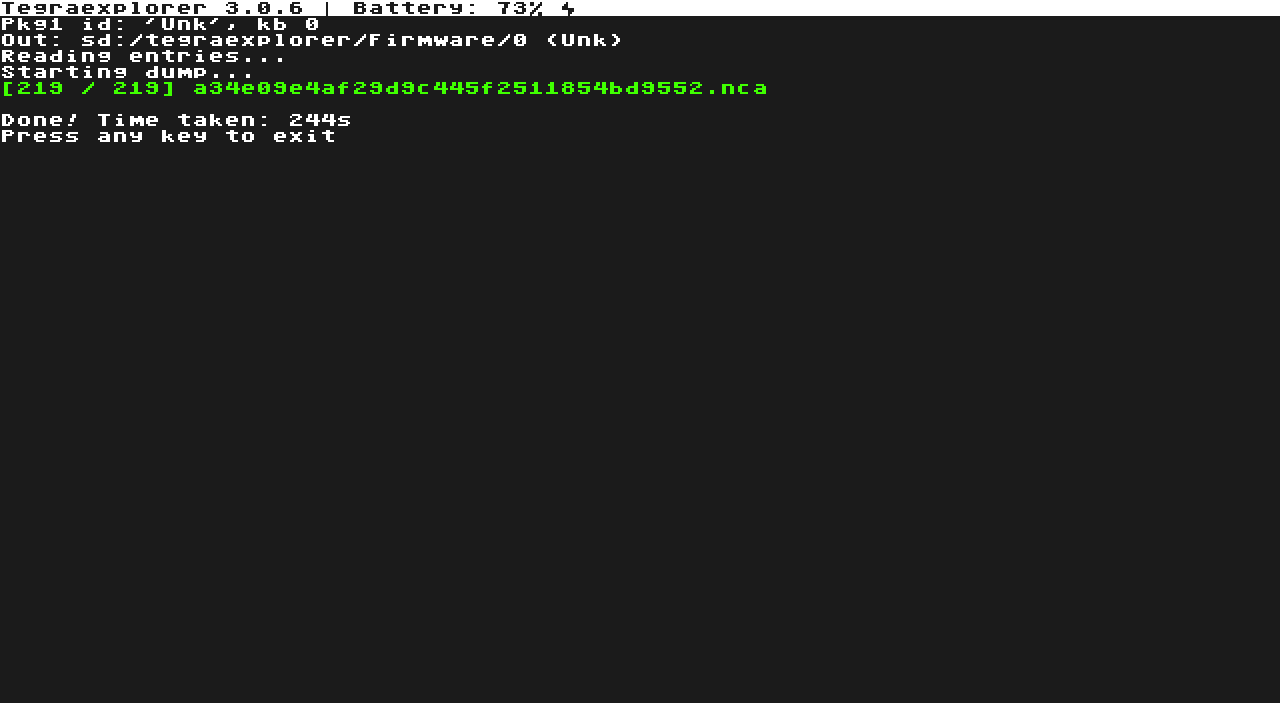 Tegraexplorer 3.0.6 | Battery: 73%
Pkg1 id: 'Unk', kb 0
Out: sd:/tegraexplorer/Firmware/0 (Unk)
Reading entries...
Starting dump...
[219 / 219] a34e09e4af29d9c445f2511854bd9552.nca
Done! Time taken: 244s
Press any key to exit